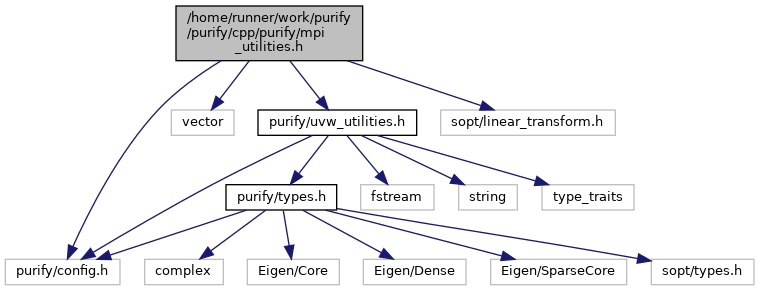 /home/runner/work/purify
/purify/cpp/purify/mpi
_utilities.h
vector
purify/uvw_utilities.h
sopt/linear_transform.h
purify/types.h
fstream
string
type_traits
purify/config.h
complex
Eigen/Core
Eigen/Dense
Eigen/SparseCore
sopt/types.h